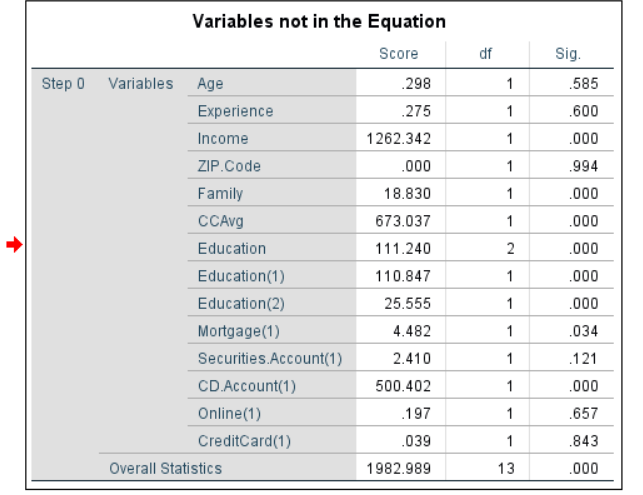 Variables not in the Equation
Score df Sig.
Step 0 Variables Age .298 1 .585
Experience .275 1 .600
Income 1262.342 1 .000
ZIP.Code .000 1 .994
Family 18.830 1 .000
CCAvg 673.037 1 .000
Education 111.240 2 .000
Education(1) 110.847 1 .000
Education(2) 25.555 1 .000
Mortgage(1) 4.482 1 .034
Securities.Account(1) 2.410 1 .121
CD.Account(1) 500.402 1 .000
Online(1) .197 1 .657
CreditCard(1) .039 1 .843
Overall Statistics 1982.989 13 .000